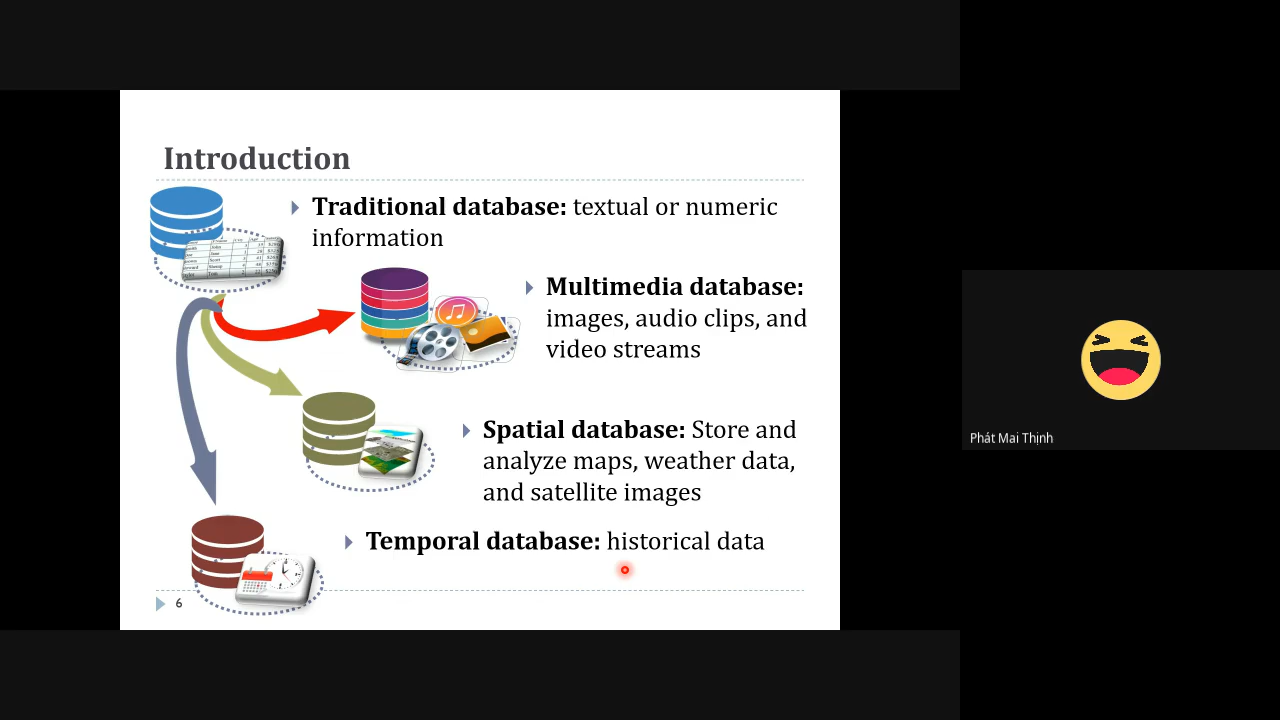 Introduction
Traditional database: textual or numeric
information
Multimedia database:
images, audio clips, and
video streams
Spatial database: Store and
analyze maps, weather data,
and satellite images
Temporal database: historical data
6
Phát Mai Thịnh